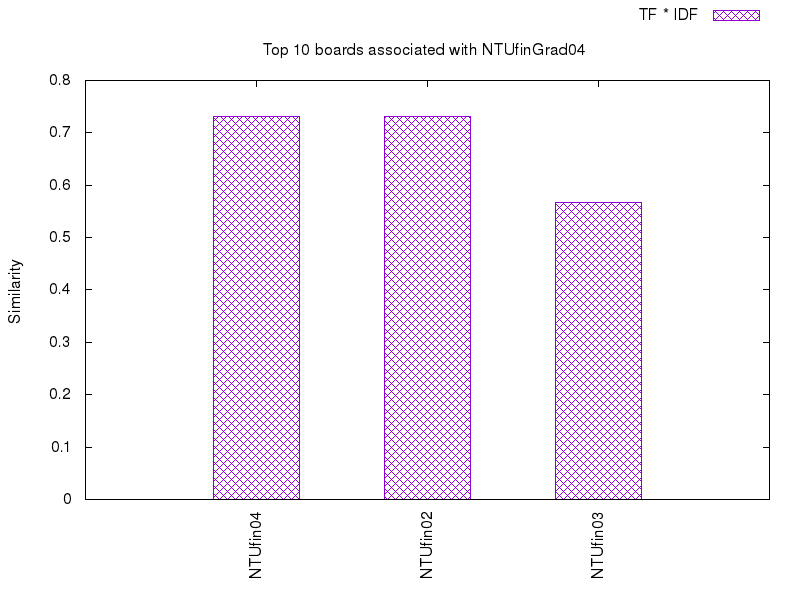 TF * IDF
Top 10 boards associated with NTUfinGrad04
0.8
0.7
0.6
0.5
0.4
0.3
0.2
0.1
0
Similarity
NTUfin04
NTUfin02
NTUfin03